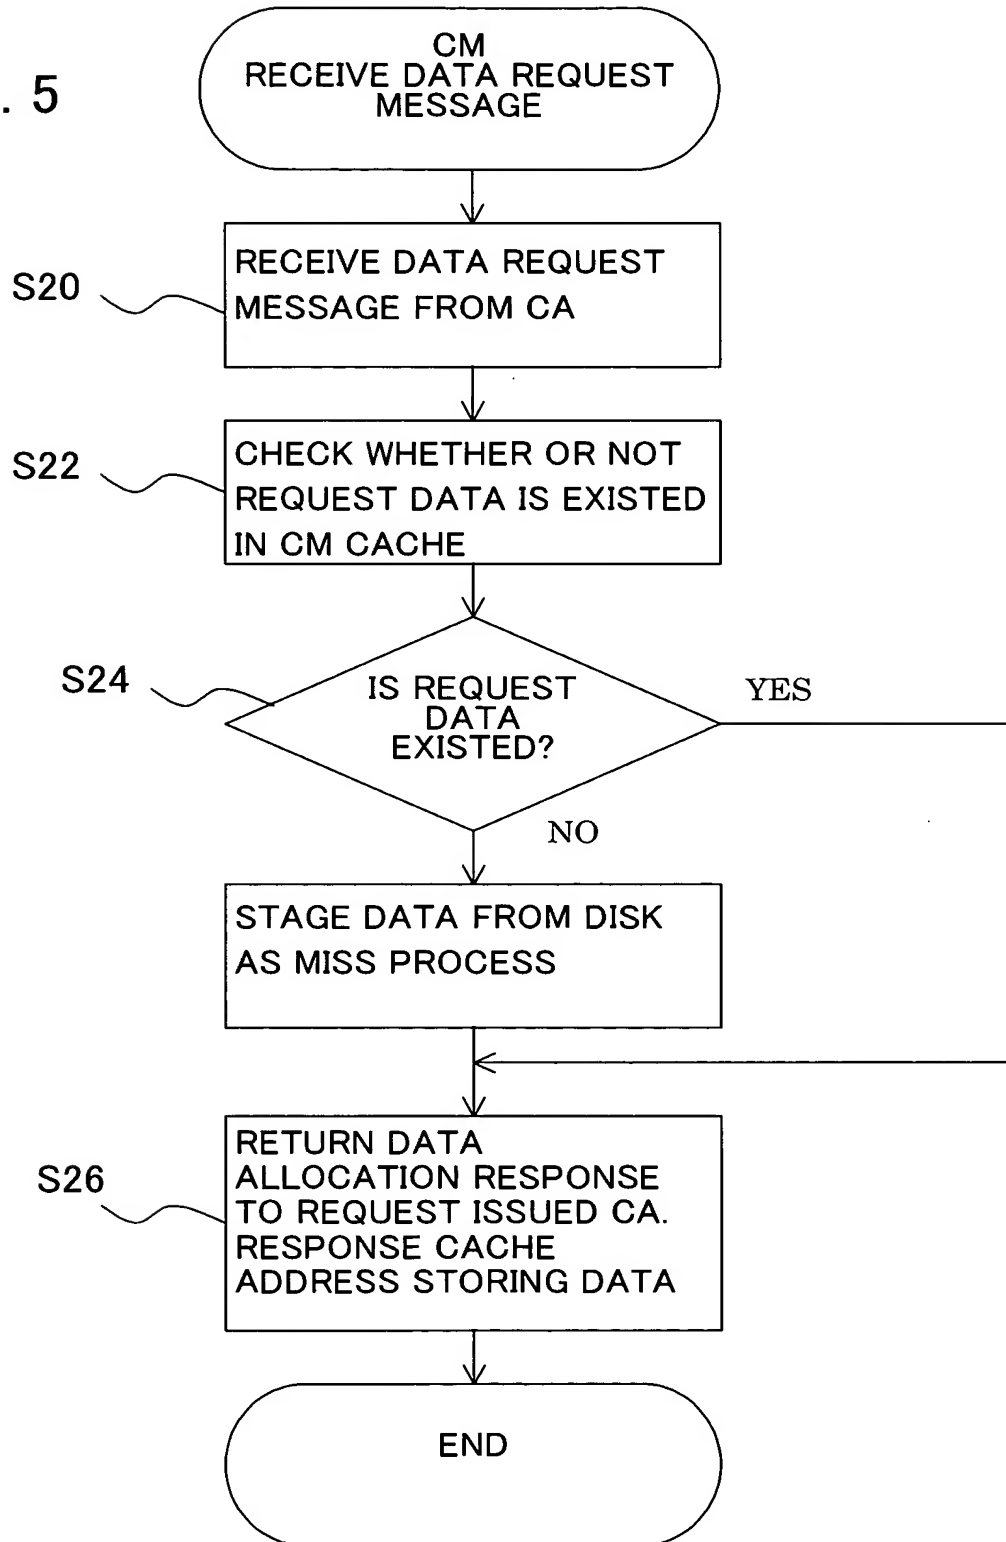 . 5
CM
RECEIVE DATA REQUEST
MESSAGE
S20
RECEIVE DATA REQUEST
MESSAGE FROM CA
S22
CHECK WHETHER OR NOT
REQUEST DATA IS EXISTED
IN CM CACHE
S24
IS REQUEST
DATA
EXISTED?
YES
NO
STAGE DATA FROM DISK
AS MISS PROCESS
S26
RETURN DATA
ALLOCATION RESPONSE
TO REQUEST ISSUED CA.
RESPONSE CACHE
ADDRESS STORING DATA
END